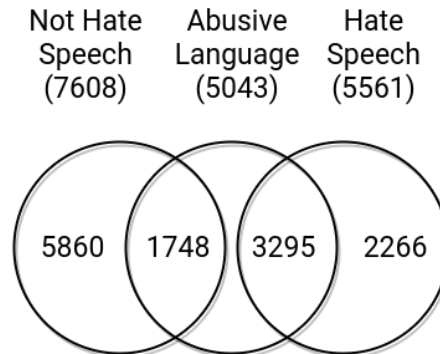 Not Hate Speech (7608)
Abusive Language (5043)
Hate Speech (5561)
5860 1748 3295 2266